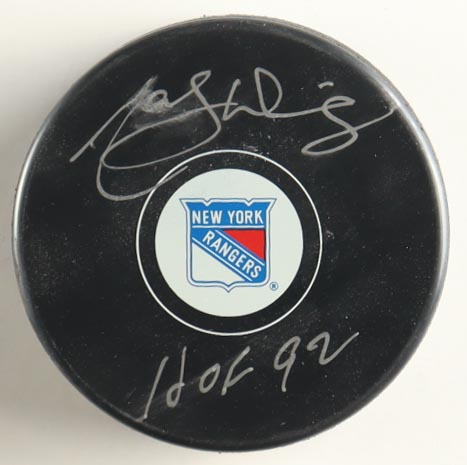 NEW YORK
RANGERS
®
HOF 92